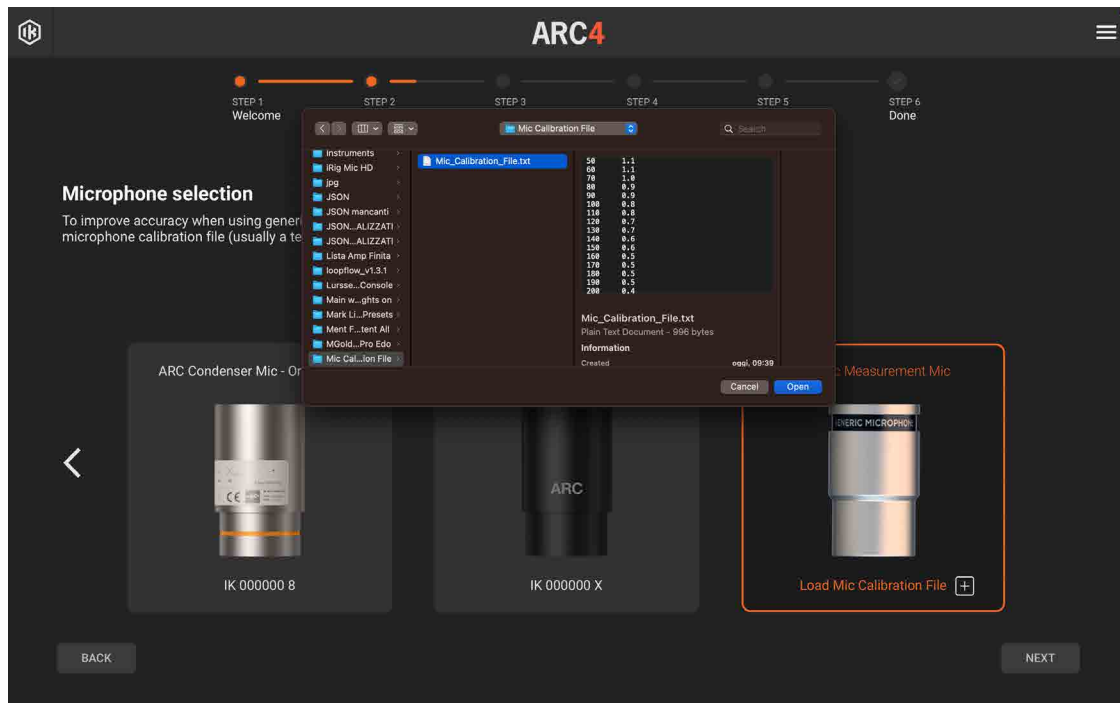 ARC4
STEP 1
STEP 2
STEP 3
STEP 4
STEP 5
STEP 6
Welcome
Done
Mic Calibration File
Search
Instruments
iRig Mic HD
jpg
JSON
JSON mancanti
JSON...ALIZZATI
JSON...ALIZZATI
Lista Amp Finita
loopflow_v1.3.1
Lursse...Console
Main w...ghts on
Mark Li...Presets
Ment F...tent All
MGold...Pro Edo
Mic Cal...ion File
Mic_Calibration_File.txt
50 1.1
60 1.1
70 1.0
80 0.9
90 0.9
100 0.8
110 0.8
120 0.7
130 0.7
140 0.6
150 0.6
160 0.5
170 0.5
180 0.5
190 0.5
200 0.4
Mic_Calibration_File.txt
Plain Text Document - 996 bytes
Information
Created oggi, 09:39
Cancel
Open
Microphone selection
To improve accuracy when using gener
microphone calibration file (usually a te
ARC Condenser Mic - Or
Measurement Mic
CE
ARC
GENERIC MICROPHONE
IK 000000 8
IK 000000 X
Load Mic Calibration File
BACK
NEXT